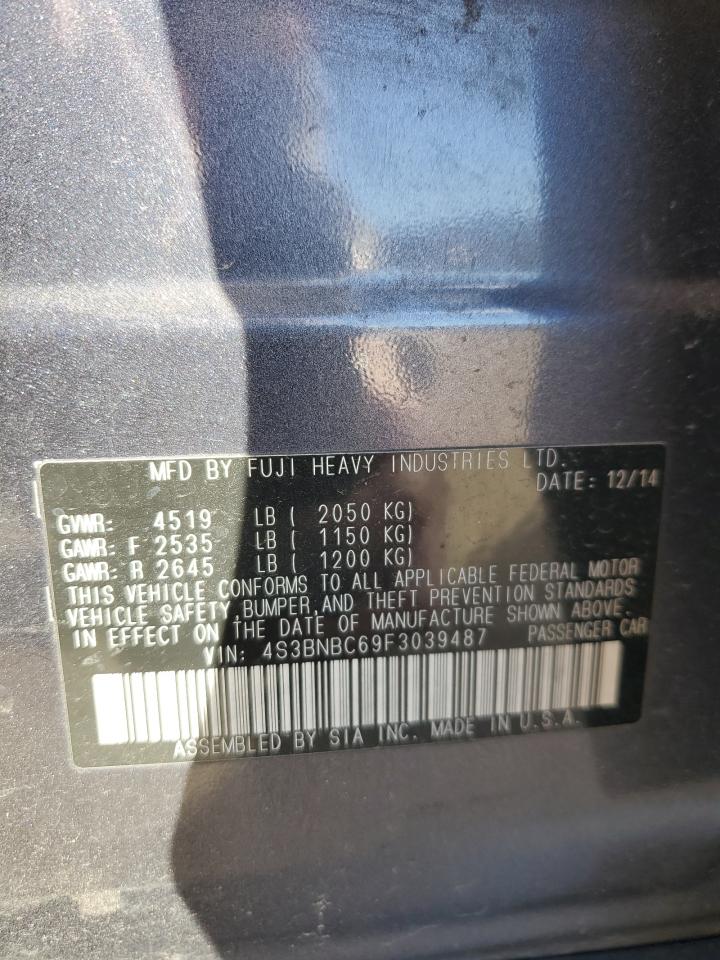 MFD BY FUJI HEAVY INDUSTRIES LTD.
DATE: 12/14
GVWR: 4519 LB ( 2050 KG)
GAWR: F 2535 LB ( 1150 KG)
GAWR: R 2645 LB ( 1200 KG)
THIS VEHICLE CONFORMS TO ALL APPLICABLE FEDERAL MOTOR
VEHICLE SAFETY, BUMPER, AND THEFT PREVENTION STANDARDS
IN EFFECT ON THE DATE OF MANUFACTURE SHOWN ABOVE.
VIN: 4S3BNBC69F3039487 PASSENGER CAR
ASSEMBLED BY SIA INC. MADE IN U.S.A.